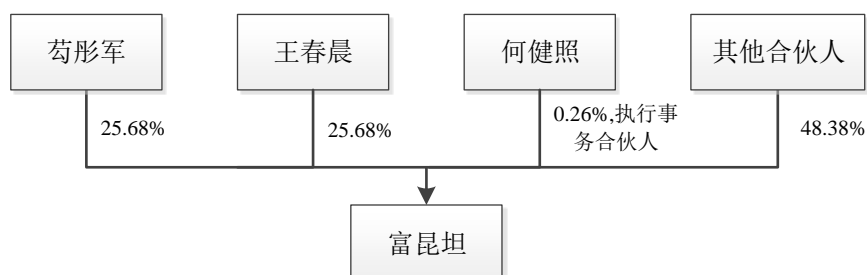 芶彤军
王春晨
何健照
其他合伙人
25.68%
25.68%
0.26%,执行事
务合伙人
48.38%
富昆坦